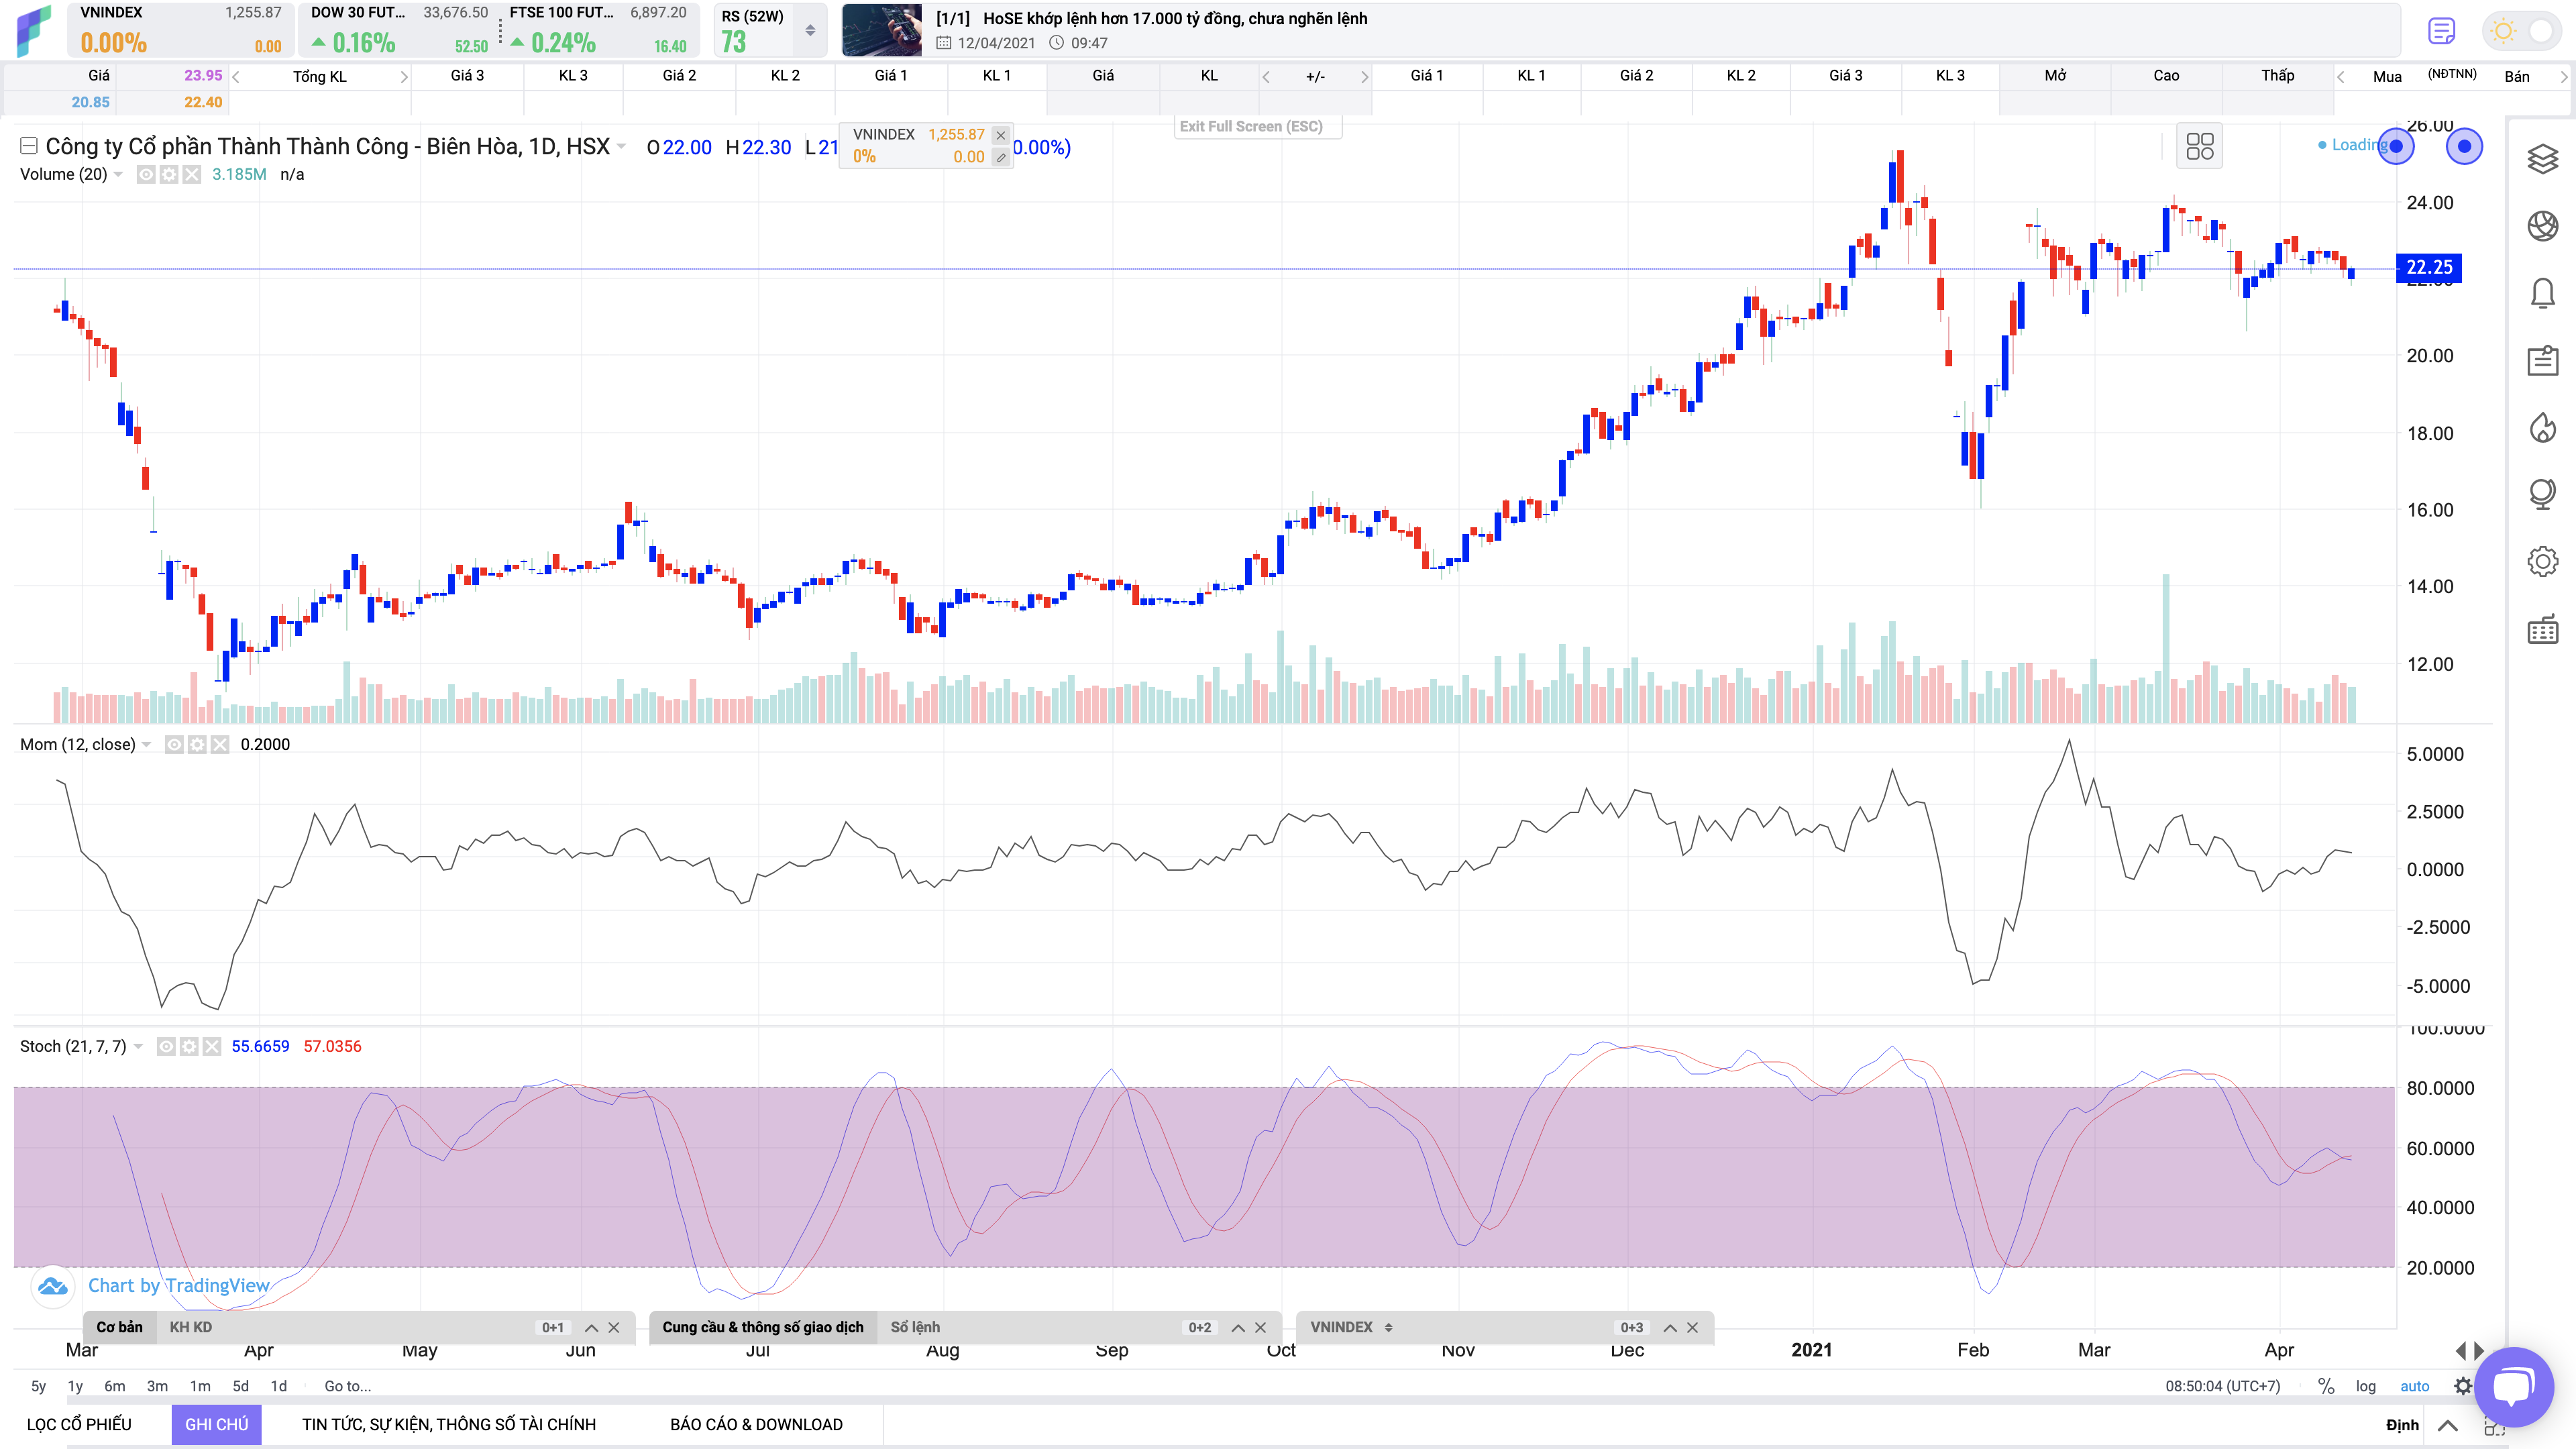 VNINDEX 1,255.87
0.00% 0.00
DOW 30 FUT... 33,676.50
0.16% 52.50
FTSE 100 FUT... 6,897.20
0.24% 16.40
RS (52W)
73
[1/1] HoSE khớp lệnh hơn 17.000 tỷ đồng, chưa nghẽn lệnh
12/04/2021 09:47
Giá 23.95 Tổng KL Giá 3 KL 3 Giá 2 KL 2 Giá 1 KL 1 Giá KL +/- Giá 1 KL 1 Giá 2 KL 2 Giá 3 KL 3 Mở Cao Thấp Mua (NĐTNN) Bán
20.85 22.40
Exit Full Screen (ESC)
Công ty Cổ phần Thành Thành Công - Biên Hòa, 1D, HSX O22.00 H22.30 L21 0.00%)
VNINDEX 1,255.87
0% 0.00
Loading
Volume (20) 3.185M n/a
26.00
24.00
22.25
22.00
20.00
18.00
16.00
14.00
12.00
Mom (12, close) 0.2000
5.0000
2.5000
0.0000
-2.5000
-5.0000
Stoch (21, 7, 7) 55.6659 57.0356
100.0000
80.0000
60.0000
40.0000
20.0000
Chart by TradingView
Cơ bản KH KD 0+1
Cung cầu & thông số giao dịch Sổ lệnh 0+2
VNINDEX 0+3
Mar Apr May Jun Jul Aug Sep Oct Nov Dec 2021 Feb Mar Apr
5y 1y 6m 3m 1m 5d 1d Go to... 08:50:04 (UTC+7) % log auto
LỌC CỔ PHIẾU GHI CHÚ TIN TỨC, SỰ KIỆN, THÔNG SỐ TÀI CHÍNH BÁO CÁO & DOWNLOAD Định